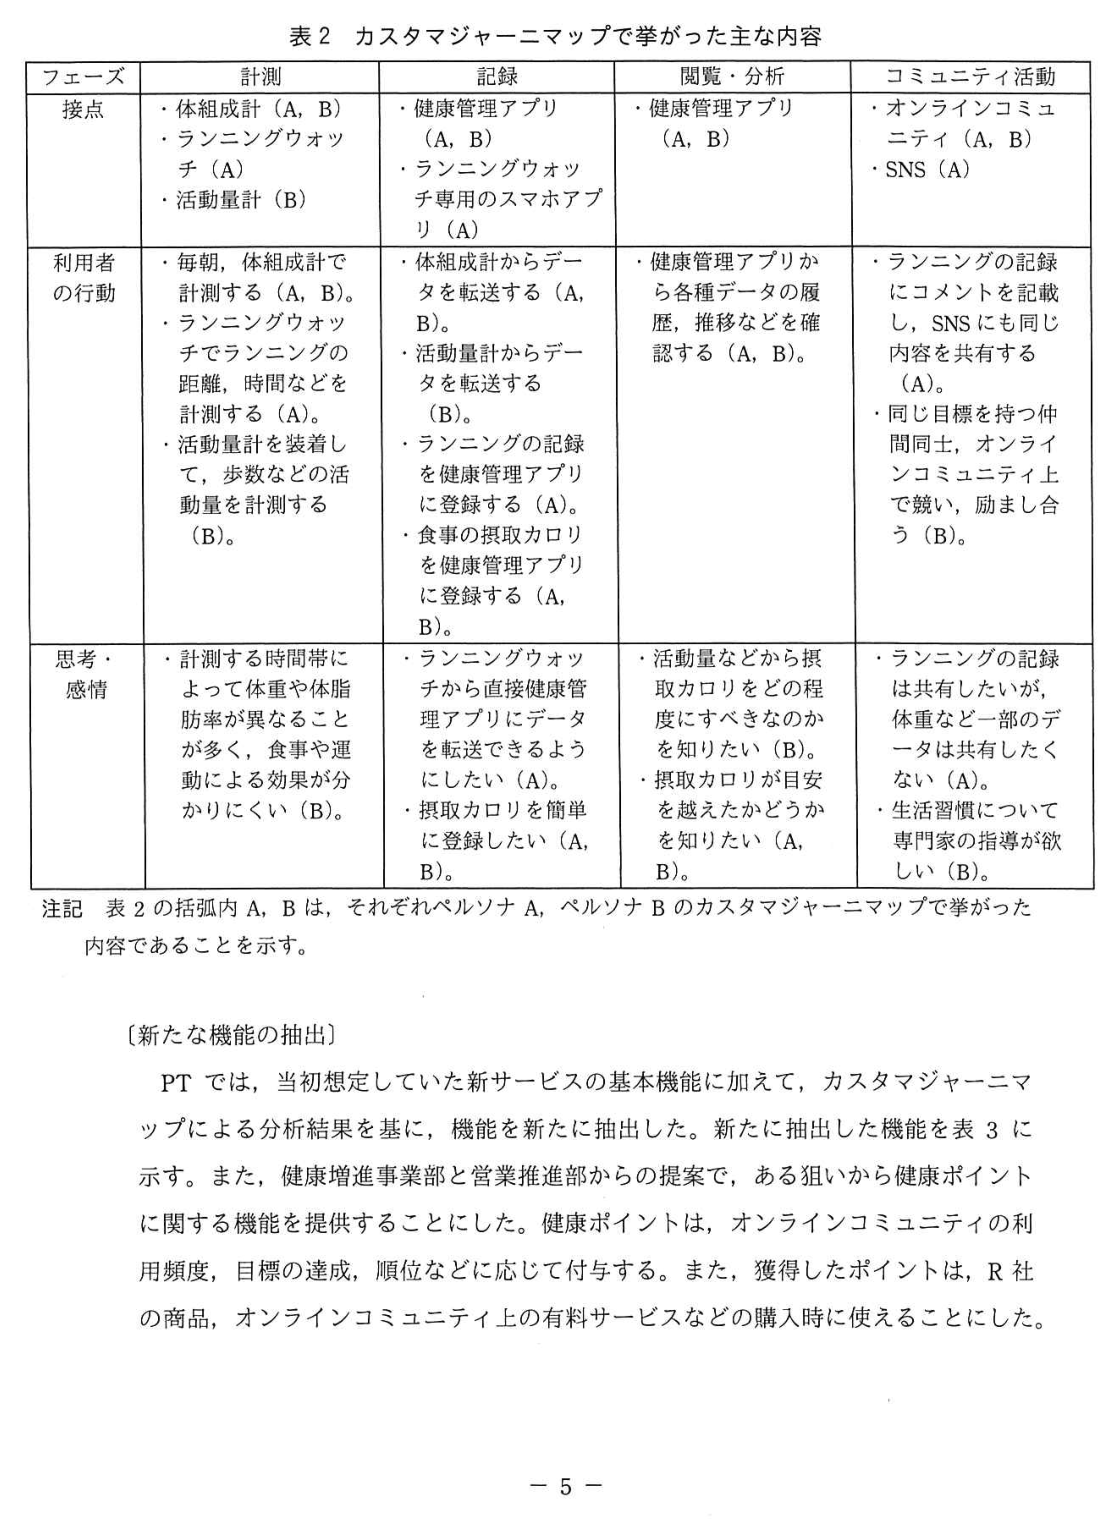 表2 カスタマジャーニマップで挙がった主な内容
フェーズ
計測
記録
閲覧・分析
コミュニティ活動
接点
・体組成計（A，B）
・ランニングウォッ
チ（A）
・活動量計（B）
・健康管理アプリ
（A，B）
・ランニングウォッ
チ専用のスマホアプ
リ（A）
・健康管理アプリ
（A，B）
・オンラインコミュ
ニティ（A，B）
・SNS（A）
利用者
の行動
・毎朝，体組成計で
計測する（A，B）。
・ランニングウォッ
チでランニングの
距離，時間などを
計測する（A）。
・活動量計を装着し
て，歩数などの活
動量を計測する
（B）。
・体組成計からデー
タを転送する（A，
B）。
・活動量計からデー
タを転送する
（B）。
・ランニングの記録
を健康管理アプリ
に登録する（A）。
・食事の摂取カロリ
を健康管理アプリ
に登録する（A，
B）。
・健康管理アプリか
ら各種データの履
歴，推移などを確
認する（A，B）。
・ランニングの記録
にコメントを記載
し，SNSにも同じ
内容を共有する
（A）。
・同じ目標を持つ仲
間同士，オンライ
ンコミュニティ上
で競い，励まし合
う（B）。
思考・
感情
・計測する時間帯に
よって体重や体脂
肪率が異なること
が多く，食事や運
動による効果が分
かりにくい（B）。
・ランニングウォッ
チから直接健康管
理アプリにデータ
を転送できるよう
にしたい（A）。
・摂取カロリを簡単
に登録したい（A，
B）。
・活動量などから摂
取カロリをどの程
度にすべきなのか
を知りたい（B）。
・摂取カロリが目安
を越えたかどうか
を知りたい（A，
B）。
・ランニングの記録
は共有したいが，
体重など一部のデ
ータは共有したく
ない（A）。
・生活習慣について
専門家の指導が欲
しい（B）。
注記 表2の括弧内A，Bは，それぞれペルソナA，ペルソナBのカスタマジャーニマップで挙がった
内容であることを示す。
〔新たな機能の抽出〕
PTでは，当初想定していた新サービスの基本機能に加えて，カスタマジャーニマ
ップによる分析結果を基に，機能を新たに抽出した。新たに抽出した機能を表3に
示す。また，健康増進事業部と営業推進部からの提案で，ある狙いから健康ポイント
に関する機能を提供することにした。健康ポイントは，オンラインコミュニティの利
用頻度，目標の達成，順位などに応じて付与する。また，獲得したポイントは，R社
の商品，オンラインコミュニティ上の有料サービスなどの購入時に使えることにした。
－ 5 －